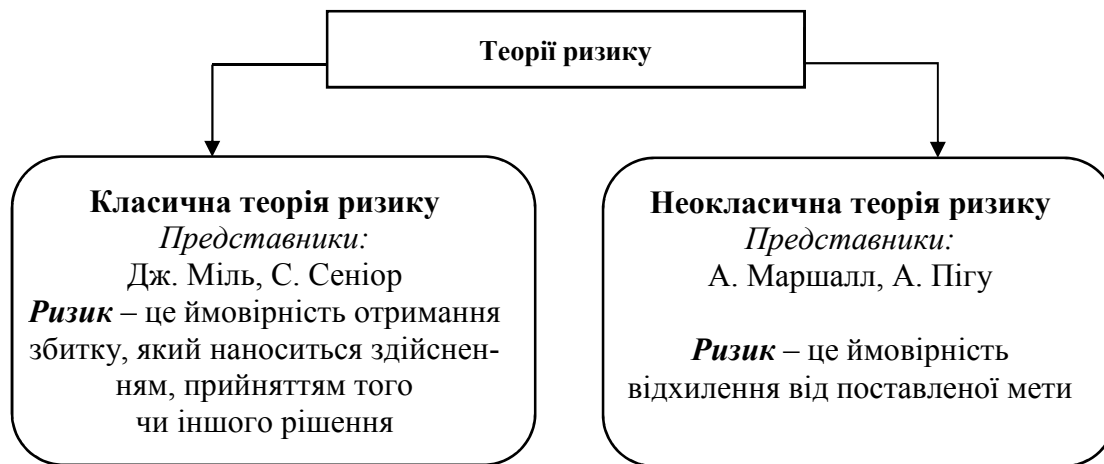 Теорії ризику
Класична теорія ризику
Представники:
Дж. Міль, С. Сеніор
Ризик – це ймовірність отримання
збитку, який наноситься здійснен-
ням, прийняттям того
чи іншого рішення
Неокласична теорія ризику
Представники:
А. Маршалл, А. Пігу
Ризик – це ймовірність
відхилення від поставленої мети